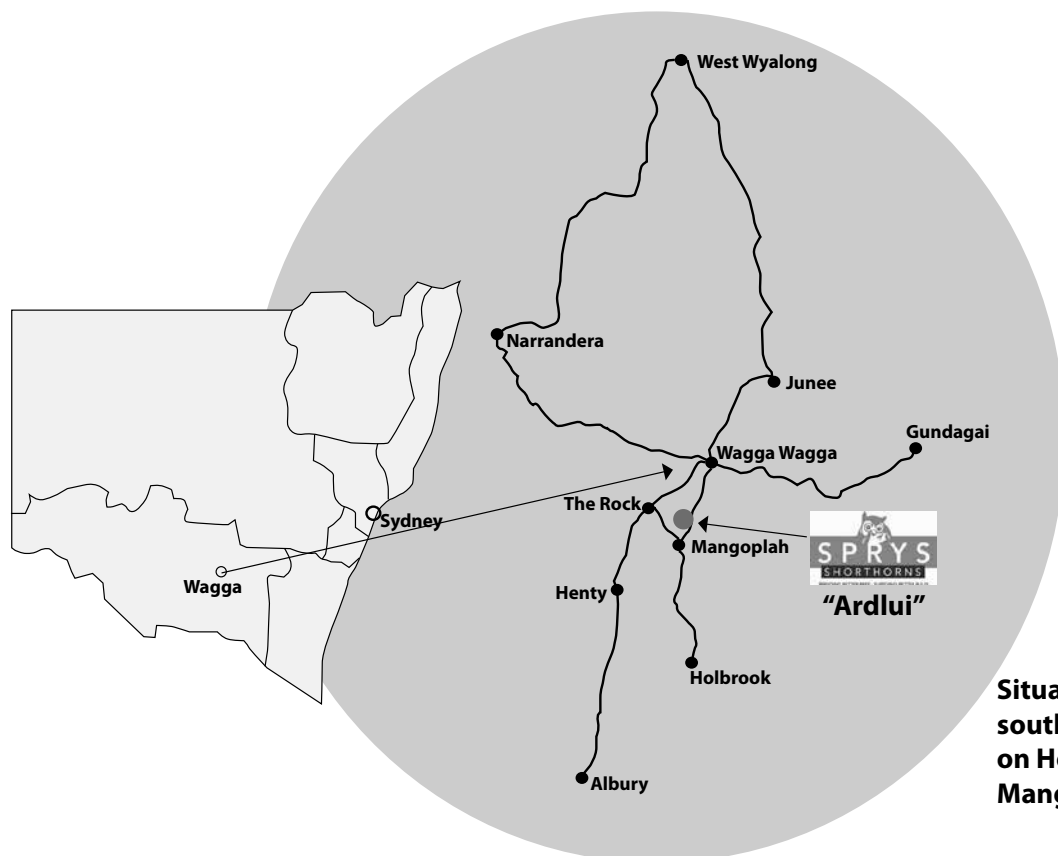 West Wyalong
Narrandera
Junee
Gundagai
Wagga Wagga
The Rock
Sydney
Mangoplah
SPRYS
SHORTHORNS
Wagga
Henty
"Ardlui"
Holbrook
Situa
south
on Ho
Mang
Albury